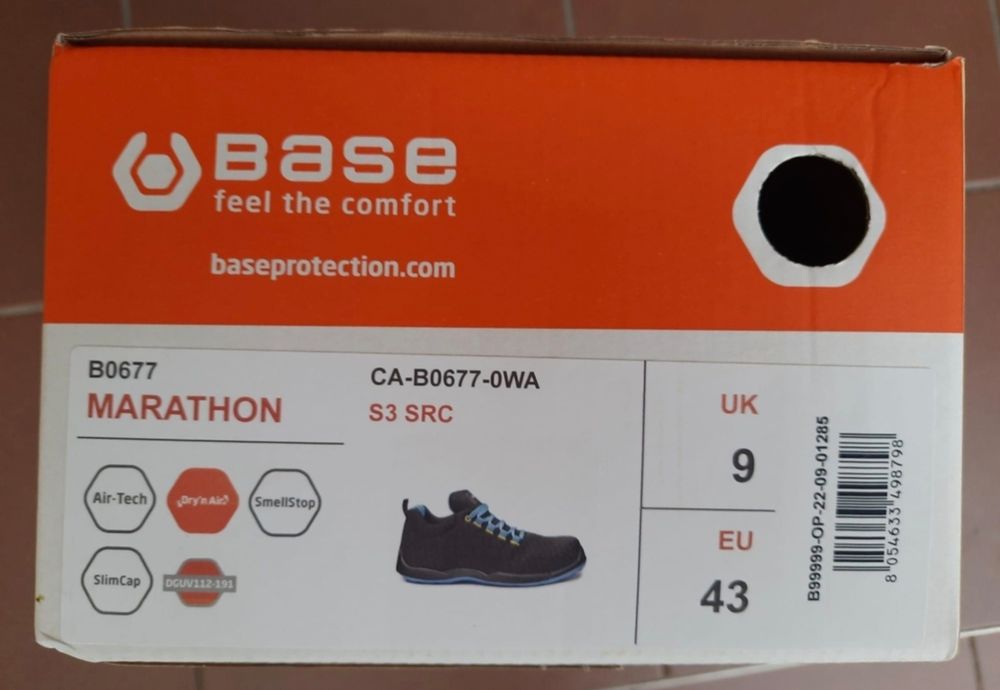 BASE
feel the comfort
baseprotection.com
B0677
MARATHON
CA-B0677-0WA
S3 SRC
Air-Tech
Dry'n Air
SmellStop
SlimCap
DGUV112-191
UK
9
EU
43
B99999-OP-22-09-01285
8 054633 498798